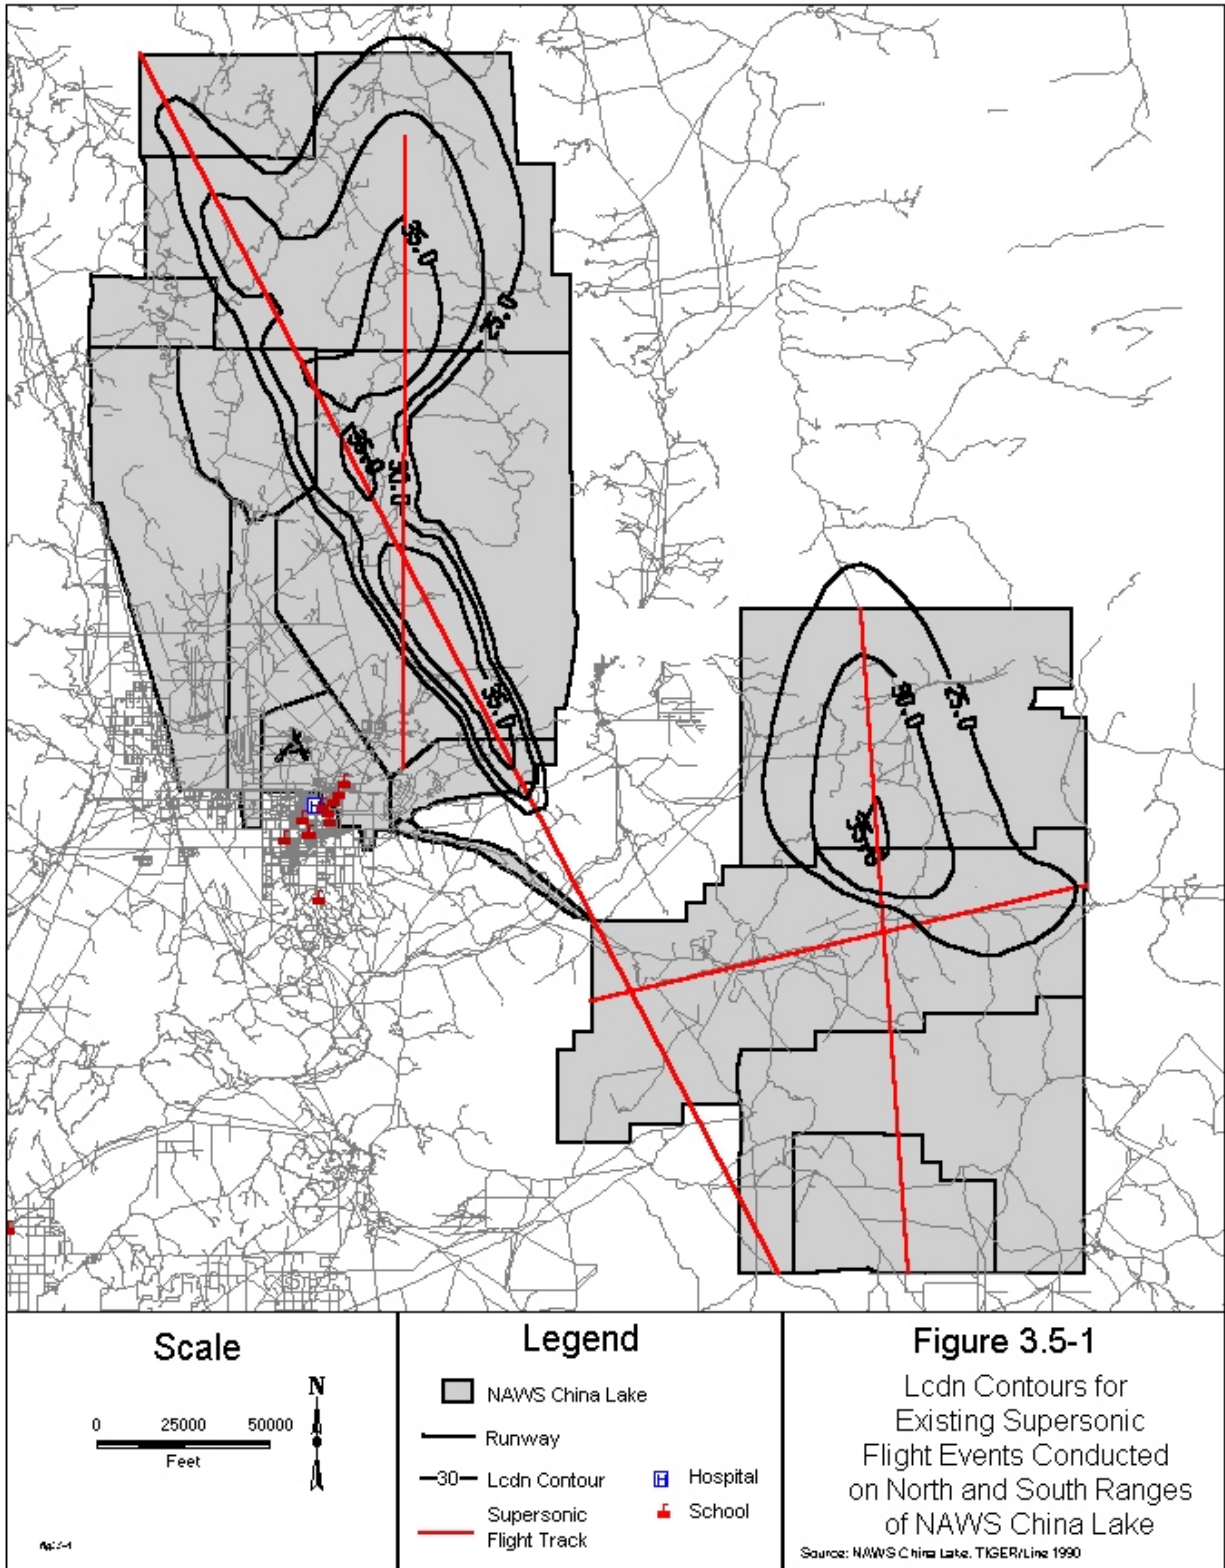 35.0
25.0
35.0
30.0
35.0
30.0
25.0
35.0
H
Scale
N
0 25000 50000
Feet
Legend
NAWS China Lake
Runway
30 Lcdn Contour
Supersonic
Flight Track
H Hospital
School
Figure 3.5-1
Lcdn Contours for
Existing Supersonic
Flight Events Conducted
on North and South Ranges
of NAWS China Lake
Source: NAWS China Lake, TIGER/Line 1990